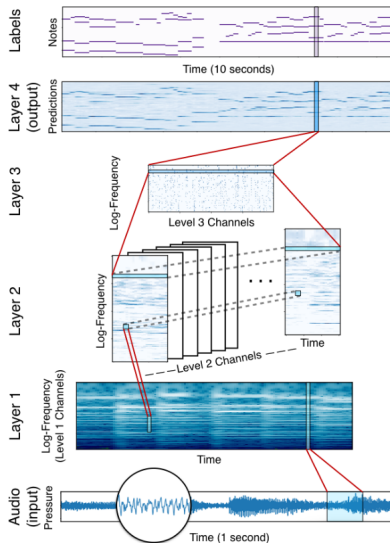 Labels
Notes
Time (10 seconds)
Layer 4
(output)
Predictions
Layer 3
Log-Frequency
Level 3 Channels
Layer 2
Log-Frequency
Time
Level 2 Channels
Layer 1
Log-Frequency
(Level 1 Channels)
Time
Audio
(input)
Pressure
Time (1 second)